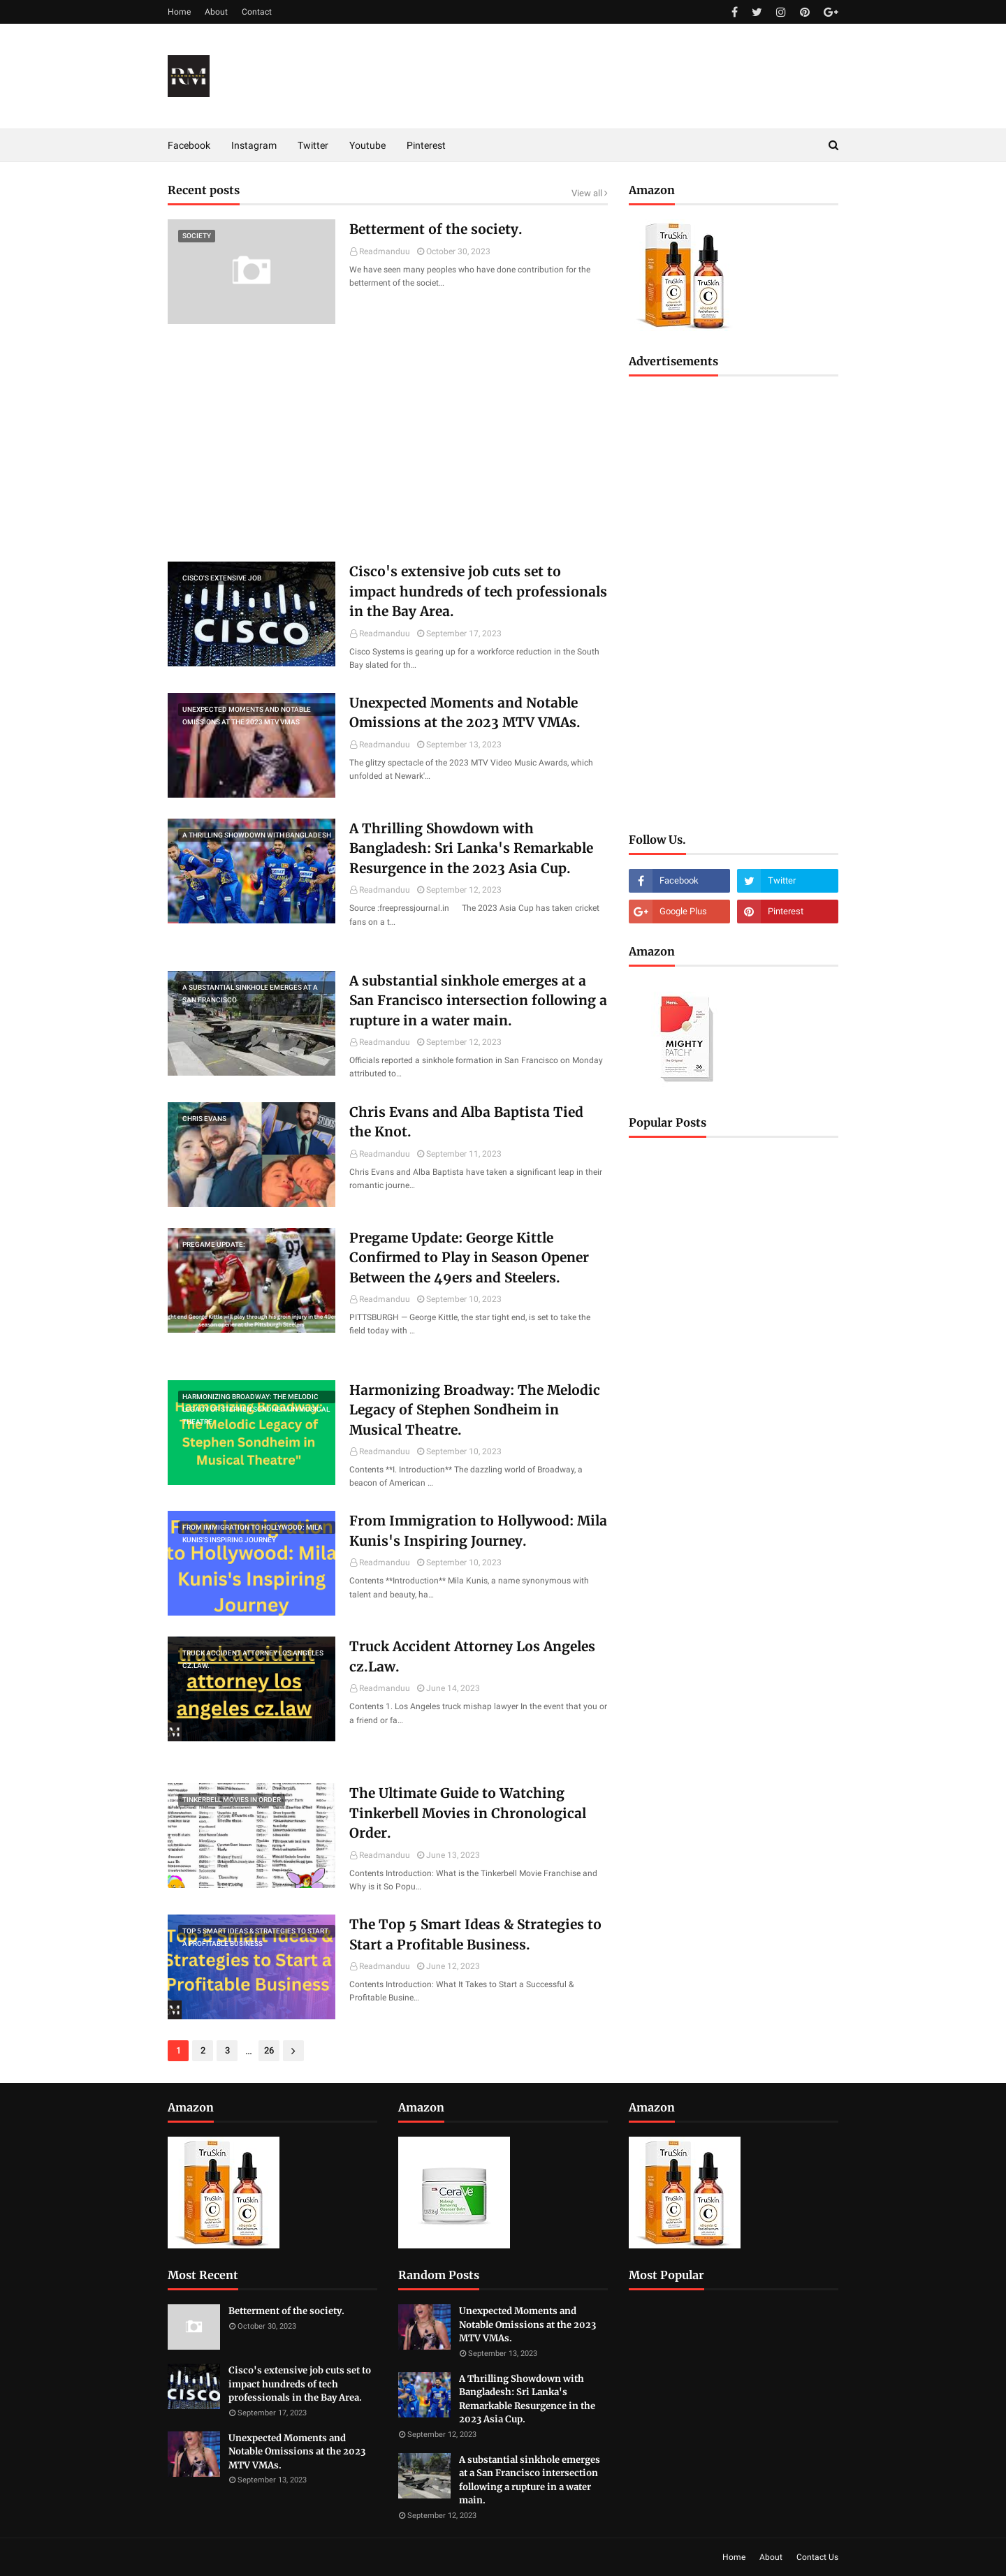 Home About Contact
RM
Facebook Instagram Twitter Youtube Pinterest
Recent posts
View all
SOCIETY
Betterment of the society.
Readmanduu October 30, 2023
We have seen many peoples who have done contribution for the
betterment of the societ…
CISCO'S EXTENSIVE JOB
CISCO
Cisco's extensive job cuts set to
impact hundreds of tech professionals
in the Bay Area.
Readmanduu September 17, 2023
Cisco Systems is gearing up for a workforce reduction in the South
Bay slated for th…
UNEXPECTED MOMENTS AND NOTABLE
OMISSIONS AT THE 2023 MTV VMAS
Unexpected Moments and Notable
Omissions at the 2023 MTV VMAs.
Readmanduu September 13, 2023
The glitzy spectacle of the 2023 MTV Video Music Awards, which
unfolded at Newark'…
A THRILLING SHOWDOWN WITH BANGLADESH
A Thrilling Showdown with
Bangladesh: Sri Lanka's Remarkable
Resurgence in the 2023 Asia Cup.
Readmanduu September 12, 2023
Source :freepressjournal.in The 2023 Asia Cup has taken cricket
fans on a t…
A SUBSTANTIAL SINKHOLE EMERGES AT A
SAN FRANCISCO
A substantial sinkhole emerges at a
San Francisco intersection following a
rupture in a water main.
Readmanduu September 12, 2023
Officials reported a sinkhole formation in San Francisco on Monday
attributed to…
CHRIS EVANS
Chris Evans and Alba Baptista Tied
the Knot.
Readmanduu September 11, 2023
Chris Evans and Alba Baptista have taken a significant leap in their
romantic journe…
PREGAME UPDATE:
97
Pregame Update: George Kittle
Confirmed to Play in Season Opener
Between the 49ers and Steelers.
Readmanduu September 10, 2023
PITTSBURGH — George Kittle, the star tight end, is set to take the
field today with …
HARMONIZING BROADWAY: THE MELODIC
LEGACY OF STEPHEN SONDHEIM IN MUSICAL
THEATRE
Harmonizing Broadway:
The Melodic Legacy of
Stephen Sondheim in
Musical Theatre"
Harmonizing Broadway: The Melodic
Legacy of Stephen Sondheim in
Musical Theatre.
Readmanduu September 10, 2023
Contents **I. Introduction** The dazzling world of Broadway, a
beacon of American …
FROM IMMIGRATION TO HOLLYWOOD: MILA
KUNIS'S INSPIRING JOURNEY
From Immigration
to Hollywood: Mila
Kunis's Inspiring
Journey
From Immigration to Hollywood: Mila
Kunis's Inspiring Journey.
Readmanduu September 10, 2023
Contents **Introduction** Mila Kunis, a name synonymous with
talent and beauty, ha…
TRUCK ACCIDENT ATTORNEY LOS ANGELES
CZ.LAW.
truck accident
attorney los
angeles cz.law
Truck Accident Attorney Los Angeles
cz.Law.
Readmanduu June 14, 2023
Contents 1. Los Angeles truck mishap lawyer In the event that you or
a friend or fa…
TINKERBELL MOVIES IN ORDER
The Ultimate Guide to Watching
Tinkerbell Movies in Chronological
Order.
Readmanduu June 13, 2023
Contents Introduction: What is the Tinkerbell Movie Franchise and
Why is it So Popu…
TOP 5 SMART IDEAS & STRATEGIES TO START
A PROFITABLE BUSINESS
Top 5 Smart Ideas &
Strategies to Start a
Profitable Business
The Top 5 Smart Ideas & Strategies to
Start a Profitable Business.
Readmanduu June 12, 2023
Contents Introduction: What It Takes to Start a Successful &
Profitable Busine…
1 2 3 … 26
Amazon
TruSkin
C
Advertisements
Follow Us.
Facebook Twitter
Google Plus Pinterest
Amazon
Hero.
MIGHTY
PATCH
36
Popular Posts
Amazon
TruSkin
C
Amazon
CeraVe
Amazon
TruSkin
C
Most Recent
Betterment of the society.
October 30, 2023
CISCO
Cisco's extensive job cuts set to
impact hundreds of tech
professionals in the Bay Area.
September 17, 2023
Unexpected Moments and
Notable Omissions at the 2023
MTV VMAs.
September 13, 2023
Random Posts
Unexpected Moments and
Notable Omissions at the 2023
MTV VMAs.
September 13, 2023
A Thrilling Showdown with
Bangladesh: Sri Lanka's
Remarkable Resurgence in the
2023 Asia Cup.
September 12, 2023
A substantial sinkhole emerges
at a San Francisco intersection
following a rupture in a water
main.
September 12, 2023
Most Popular
Home About Contact Us